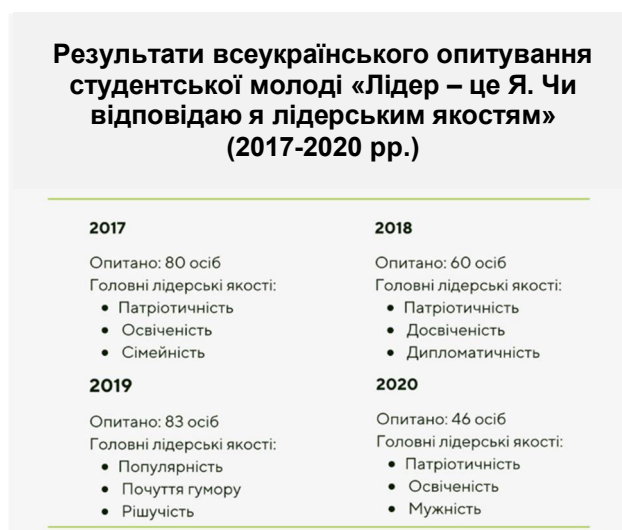 Результати всеукраїнського опитування
студентської молоді «Лідер – це Я. Чи
відповідаю я лідерським якостям»
(2017-2020 рр.)
2017
Опитано: 80 осіб
Головні лідерські якості:
• Патріотичність
• Освіченість
• Сімейність
2018
Опитано: 60 осіб
Головні лідерські якості:
• Патріотичність
• Досвіченість
• Дипломатичність
2019
Опитано: 83 осіб
Головні лідерські якості:
• Популярність
• Почуття гумору
• Рішучість
2020
Опитано: 46 осіб
Головні лідерські якості:
• Патріотичність
• Освіченість
• Мужність